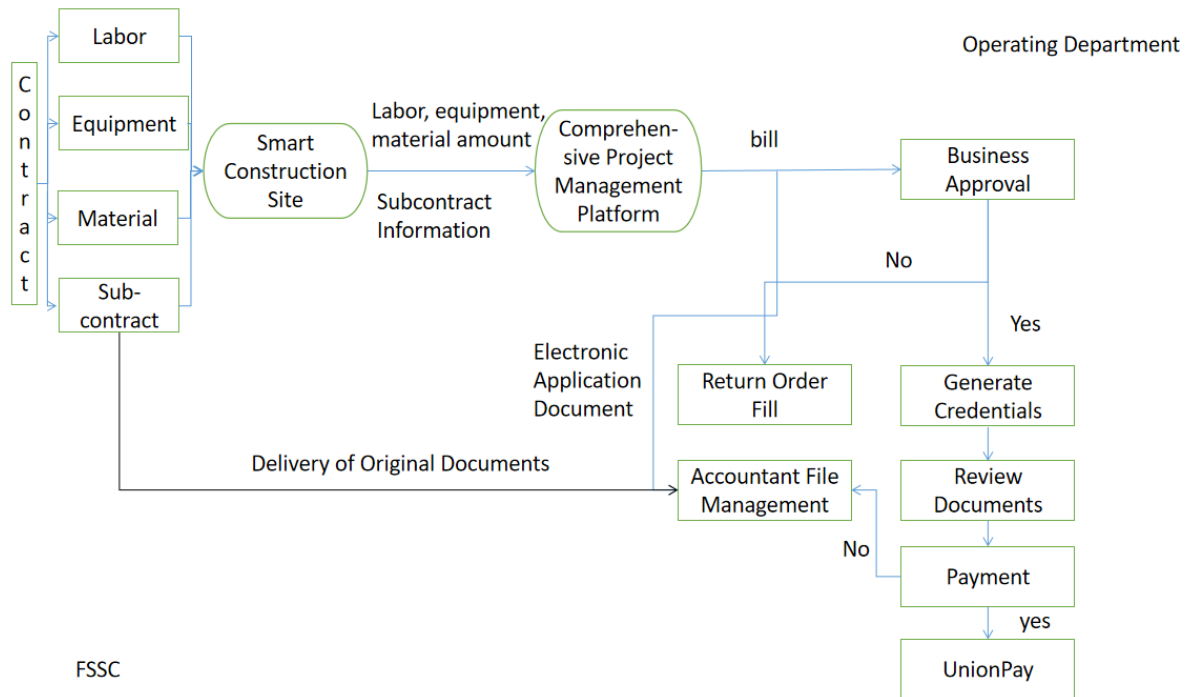 Contract
Labor
Equipment
Material
Sub-
contract
Smart
Construction
Site
Labor, equipment,
material amount
Subcontract
Information
Comprehen-
sive Project
Management
Platform
bill
Operating Department
Business
Approval
No
Yes
Electronic
Application
Document
Return Order
Fill
Generate
Credentials
Delivery of Original Documents
Accountant File
Management
Review
Documents
No
Payment
yes
UnionPay
FSSC